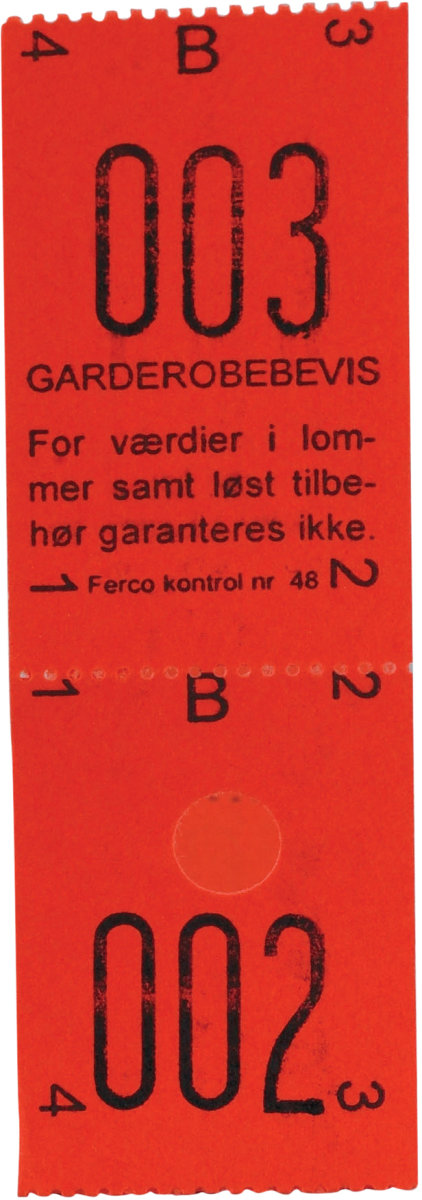 4 B 3
003
GARDEROBEBEVIS
For værdier i lom-
mer samt løst tilbe-
hør garanteres ikke.
1 Ferco kontrol nr 48 2
1 B 2
002
4 3